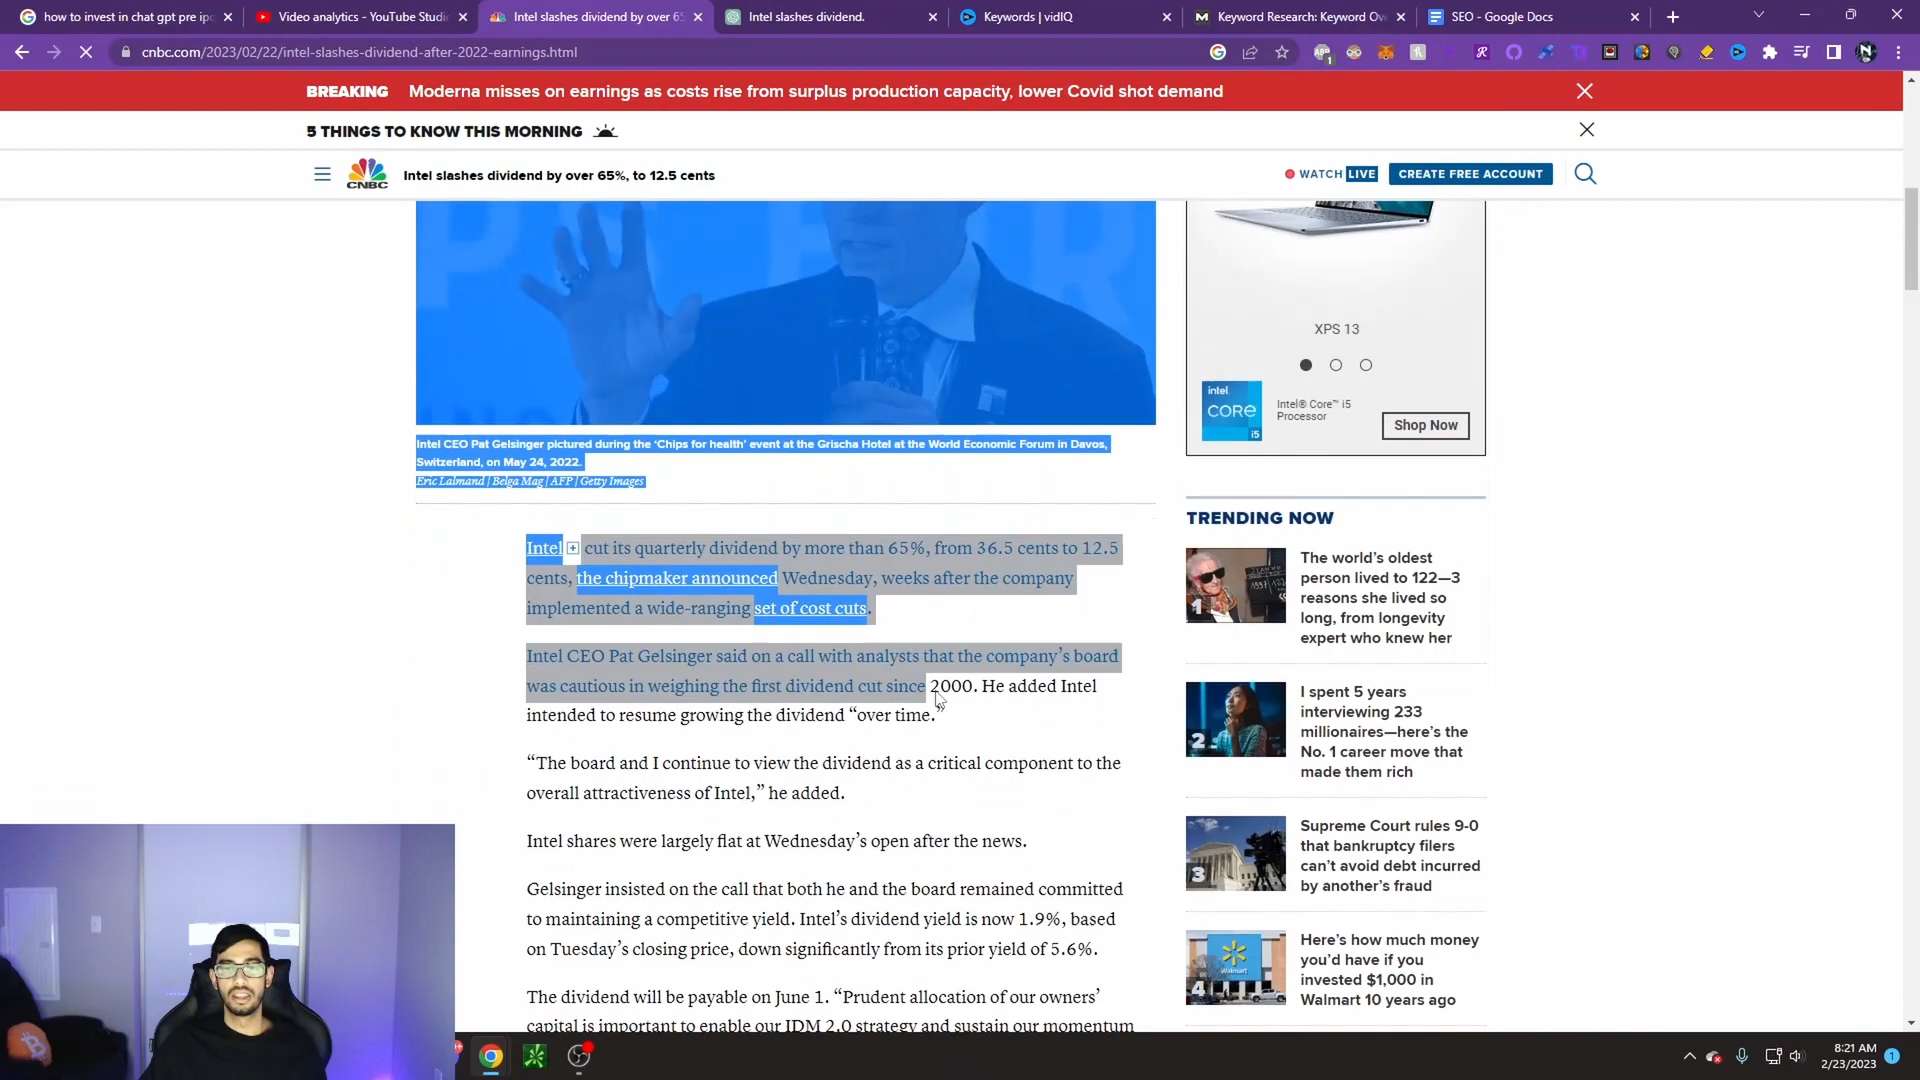 how to invest in chat gpt pre ipo
Video analytics - YouTube Studio
Intel slashes dividend by over 65
Intel slashes dividend.
Keywords | vidIQ
Keyword Research: Keyword Ov
SEO - Google Docs
cnbc.com/2023/02/22/intel-slashes-dividend-after-2022-earnings.html
BREAKING Moderna misses on earnings as costs rise from surplus production capacity, lower Covid shot demand
5 THINGS TO KNOW THIS MORNING
CNBC
Intel slashes dividend by over 65%, to 12.5 cents
WATCH LIVE
CREATE FREE ACCOUNT
Intel CEO Pat Gelsinger pictured during the ‘Chips for health’ event at the Grischa Hotel at the World Economic Forum in Davos,
Switzerland, on May 24, 2022.
Eric Lalmand | Belga Mag | AFP | Getty Images
Intel cut its quarterly dividend by more than 65%, from 36.5 cents to 12.5
cents, the chipmaker announced Wednesday, weeks after the company
implemented a wide-ranging set of cost cuts.
Intel CEO Pat Gelsinger said on a call with analysts that the company’s board
was cautious in weighing the first dividend cut since 2000. He added Intel
intended to resume growing the dividend “over time.”
“The board and I continue to view the dividend as a critical component to the
overall attractiveness of Intel,” he added.
Intel shares were largely flat at Wednesday’s open after the news.
Gelsinger insisted on the call that both he and the board remained committed
to maintaining a competitive yield. Intel’s dividend yield is now 1.9%, based
on Tuesday’s closing price, down significantly from its prior yield of 5.6%.
The dividend will be payable on June 1. “Prudent allocation of our owners’
capital is important to enable our IDM 2.0 strategy and sustain our momentum
XPS 13
intel
CORE
i5
Intel® Core™ i5
Processor
Shop Now
TRENDING NOW
1
The world’s oldest
person lived to 122—3
reasons she lived so
long, from longevity
expert who knew her
2
I spent 5 years
interviewing 233
millionaires—here’s the
No. 1 career move that
made them rich
3
Supreme Court rules 9-0
that bankruptcy filers
can’t avoid debt incurred
by another’s fraud
4
Walmart
Here’s how much money
you’d have if you
invested $1,000 in
Walmart 10 years ago
8:21 AM
2/23/2023
1